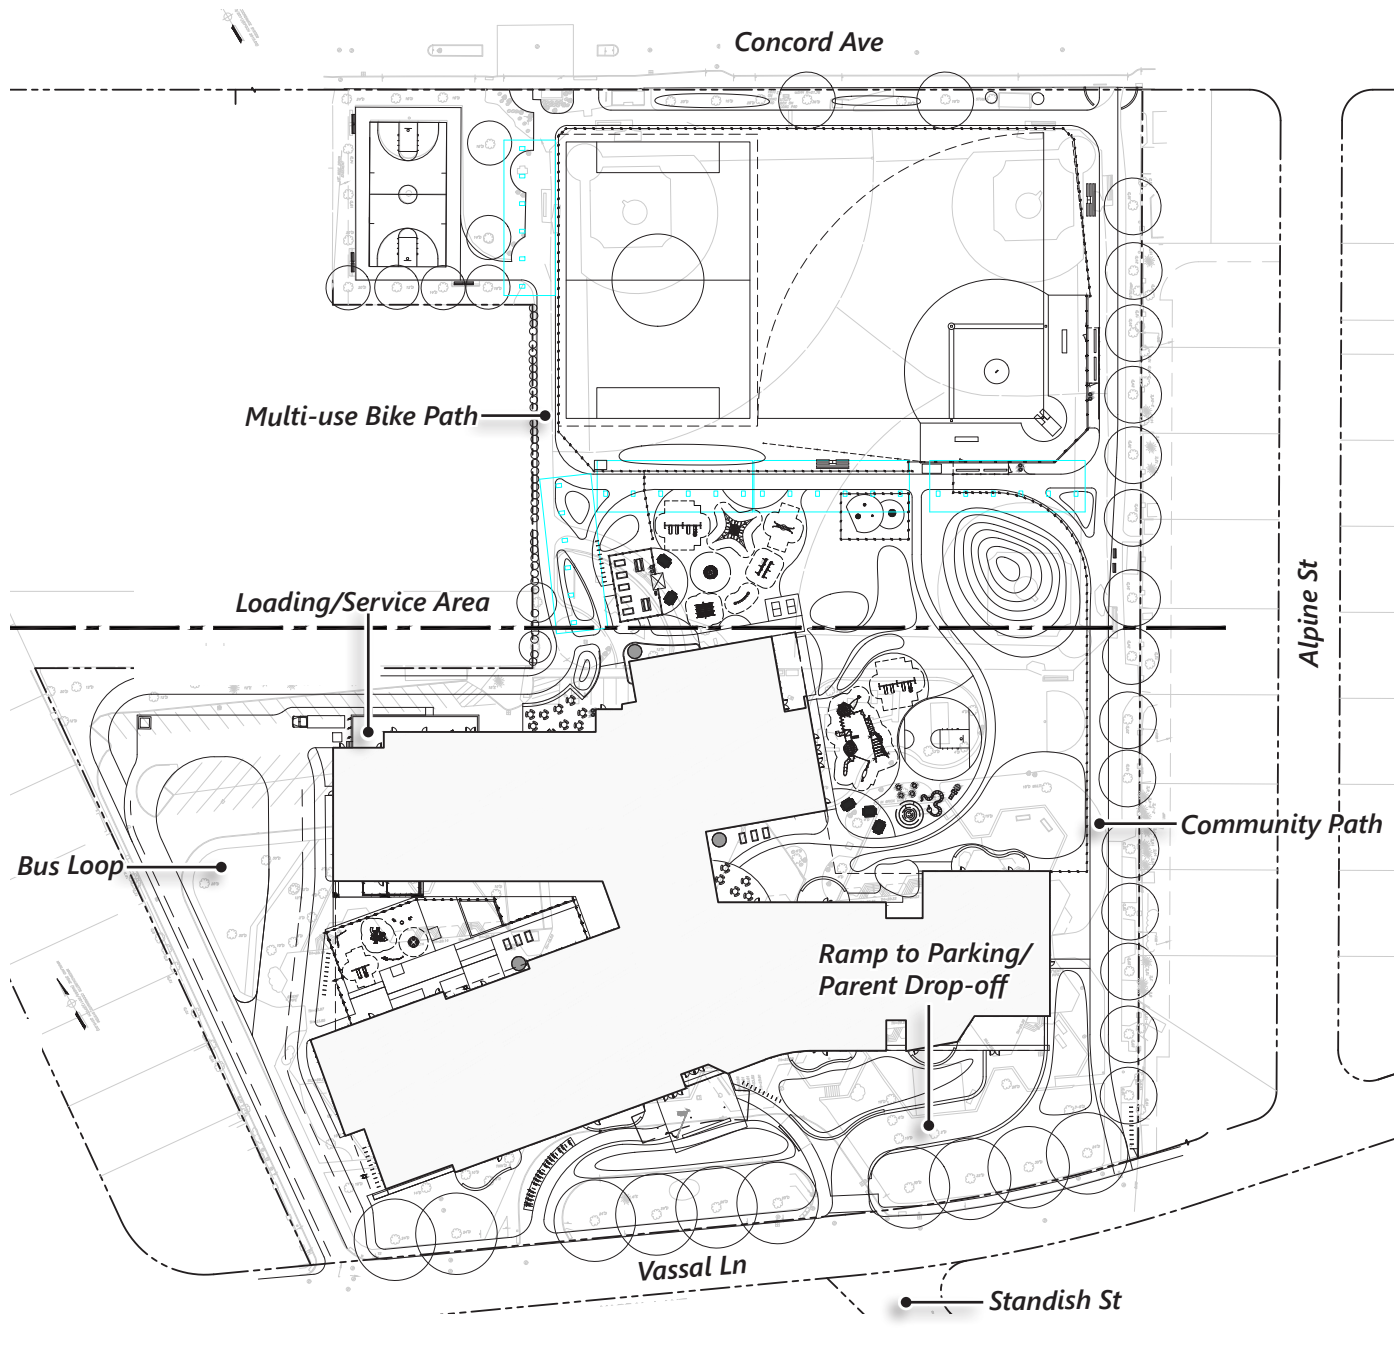 Concord Ave
Multi-use Bike Path
Loading/Service Area
Alpine St
Community Path
Bus Loop
Ramp to Parking/
Parent Drop-off
Vassal Ln
Standish St